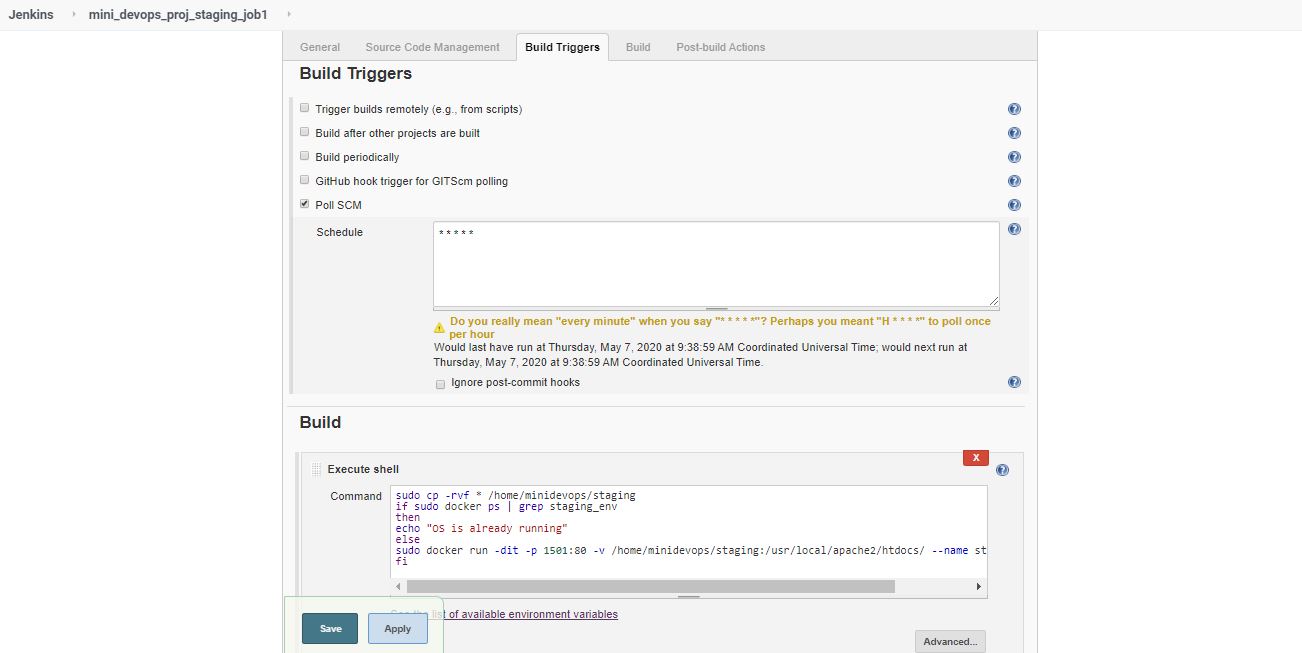 Jenkins mini_devops_proj_staging_job1
General Source Code Management Build Triggers Build Post-build Actions
Build Triggers
Trigger builds remotely (e.g., from scripts)
Build after other projects are built
Build periodically
GitHub hook trigger for GITScm polling
Poll SCM
Schedule
* * * * *
Do you really mean "every minute" when you say "* * * * *"? Perhaps you meant "H * * * *" to poll once
per hour
Would last have run at Thursday, May 7, 2020 at 9:38:59 AM Coordinated Universal Time; would next run at
Thursday, May 7, 2020 at 9:38:59 AM Coordinated Universal Time.
Ignore post-commit hooks
Build
X
Execute shell
Command
sudo cp -rvf * /home/minidevops/staging
if sudo docker ps | grep staging_env
then
echo "OS is already running"
else
sudo docker run -dit -p 1501:80 -v /home/minidevops/staging:/usr/local/apache2/htdocs/ --name st
fi
See the list of available environment variables
Save Apply
Advanced...